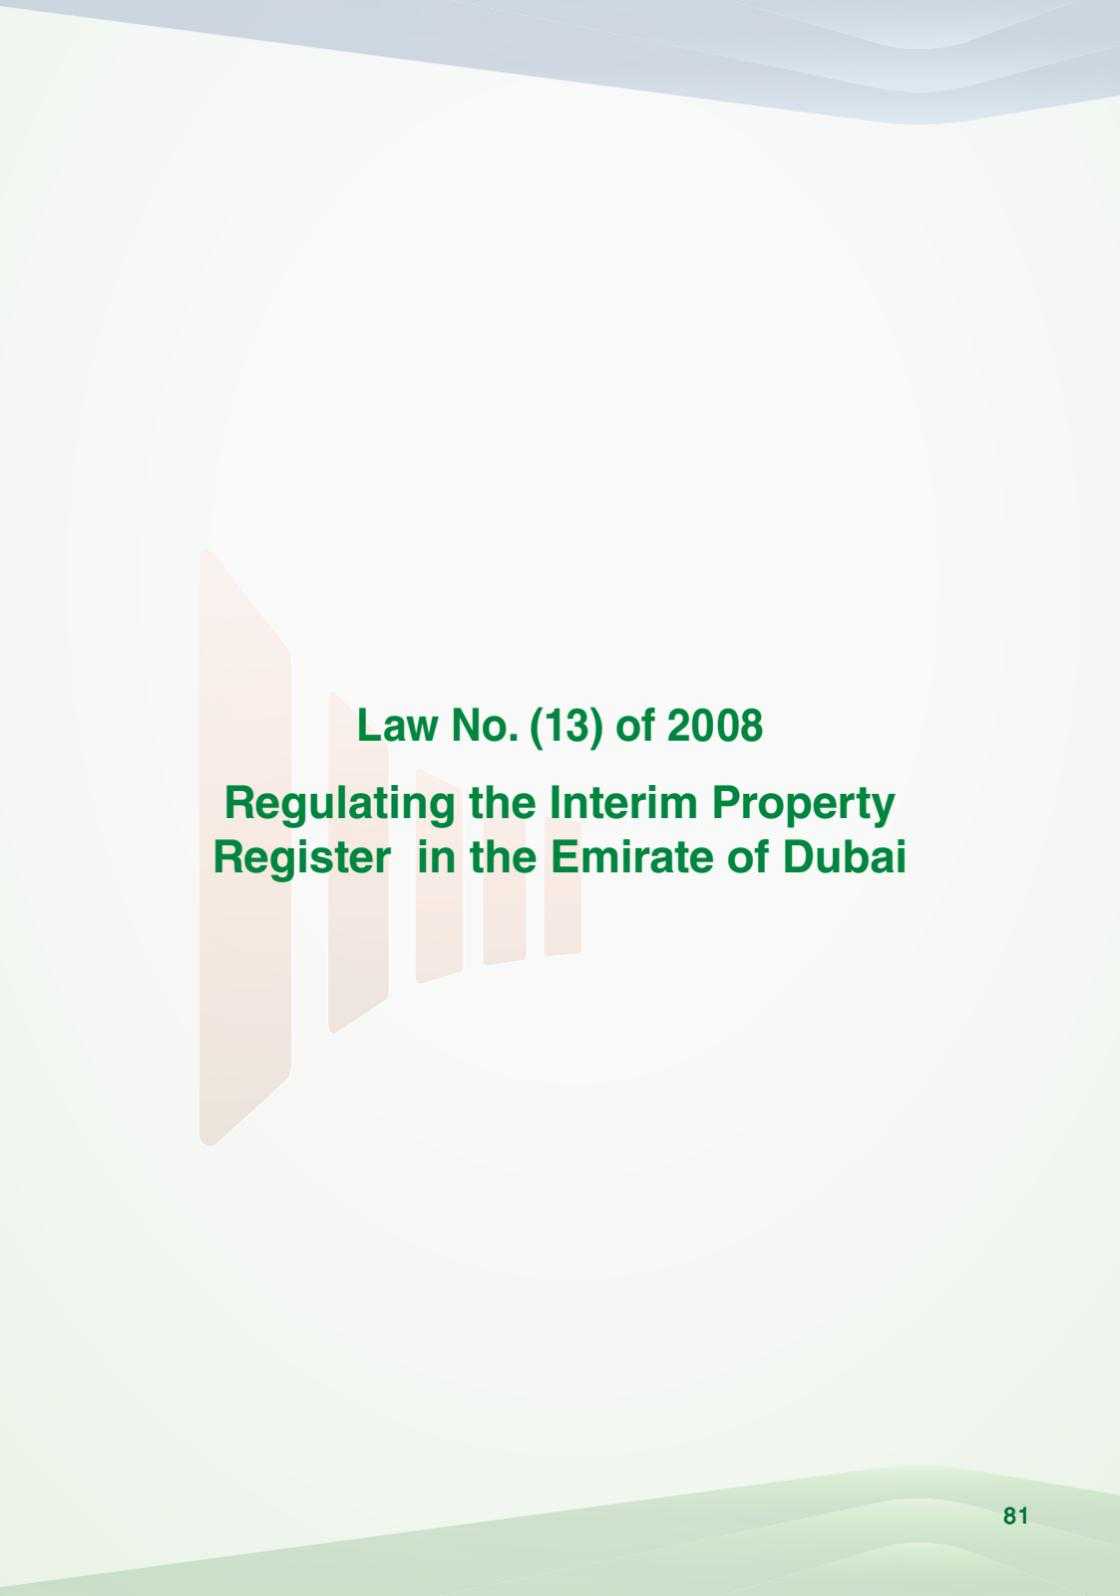 Law No. (13) of 2008
Regulating the Interim Property
Register  in the Emirate of Dubai
81